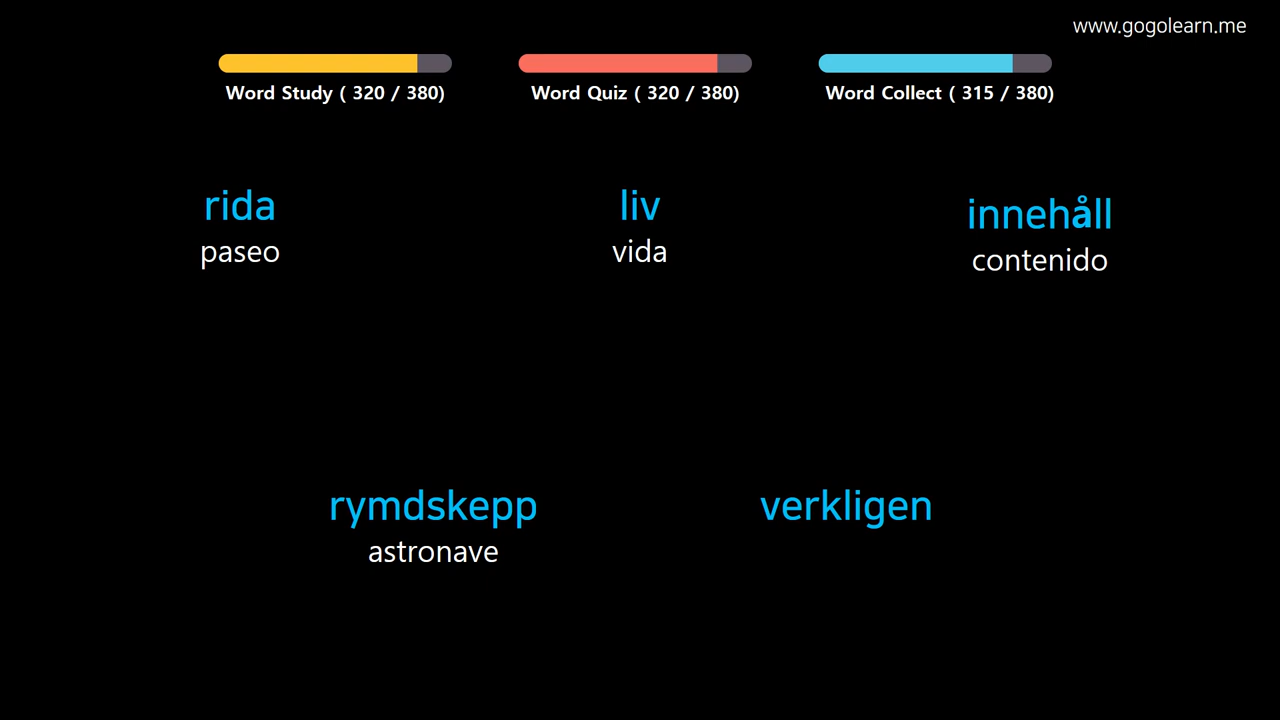 www.gogolearn.me
Word Study ( 320 / 380)
Word Quiz ( 320 / 380)
Word Collect ( 315 / 380)
rida
paseo
liv
vida
innehåll
contenido
rymdskepp
astronave
verkligen